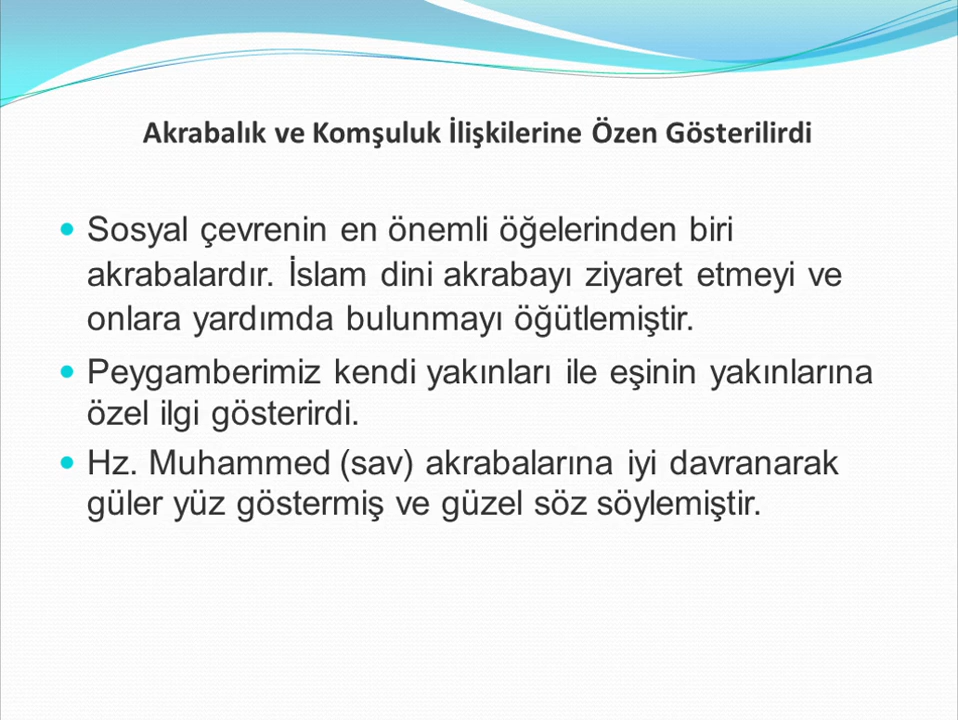 Akrabalık ve Komşuluk İlişkilerine Özen Gösterilirdi
• Sosyal çevrenin en önemli öğelerinden biri
akrabalardır. İslam dini akrabayı ziyaret etmeyi ve
onlara yardımda bulunmayı öğütlemiştir.
• Peygamberimiz kendi yakınları ile eşinin yakınlarına
özel ilgi gösterirdi.
• Hz. Muhammed (sav) akrabalarına iyi davranarak
güler yüz göstermiş ve güzel söz söylemiştir.